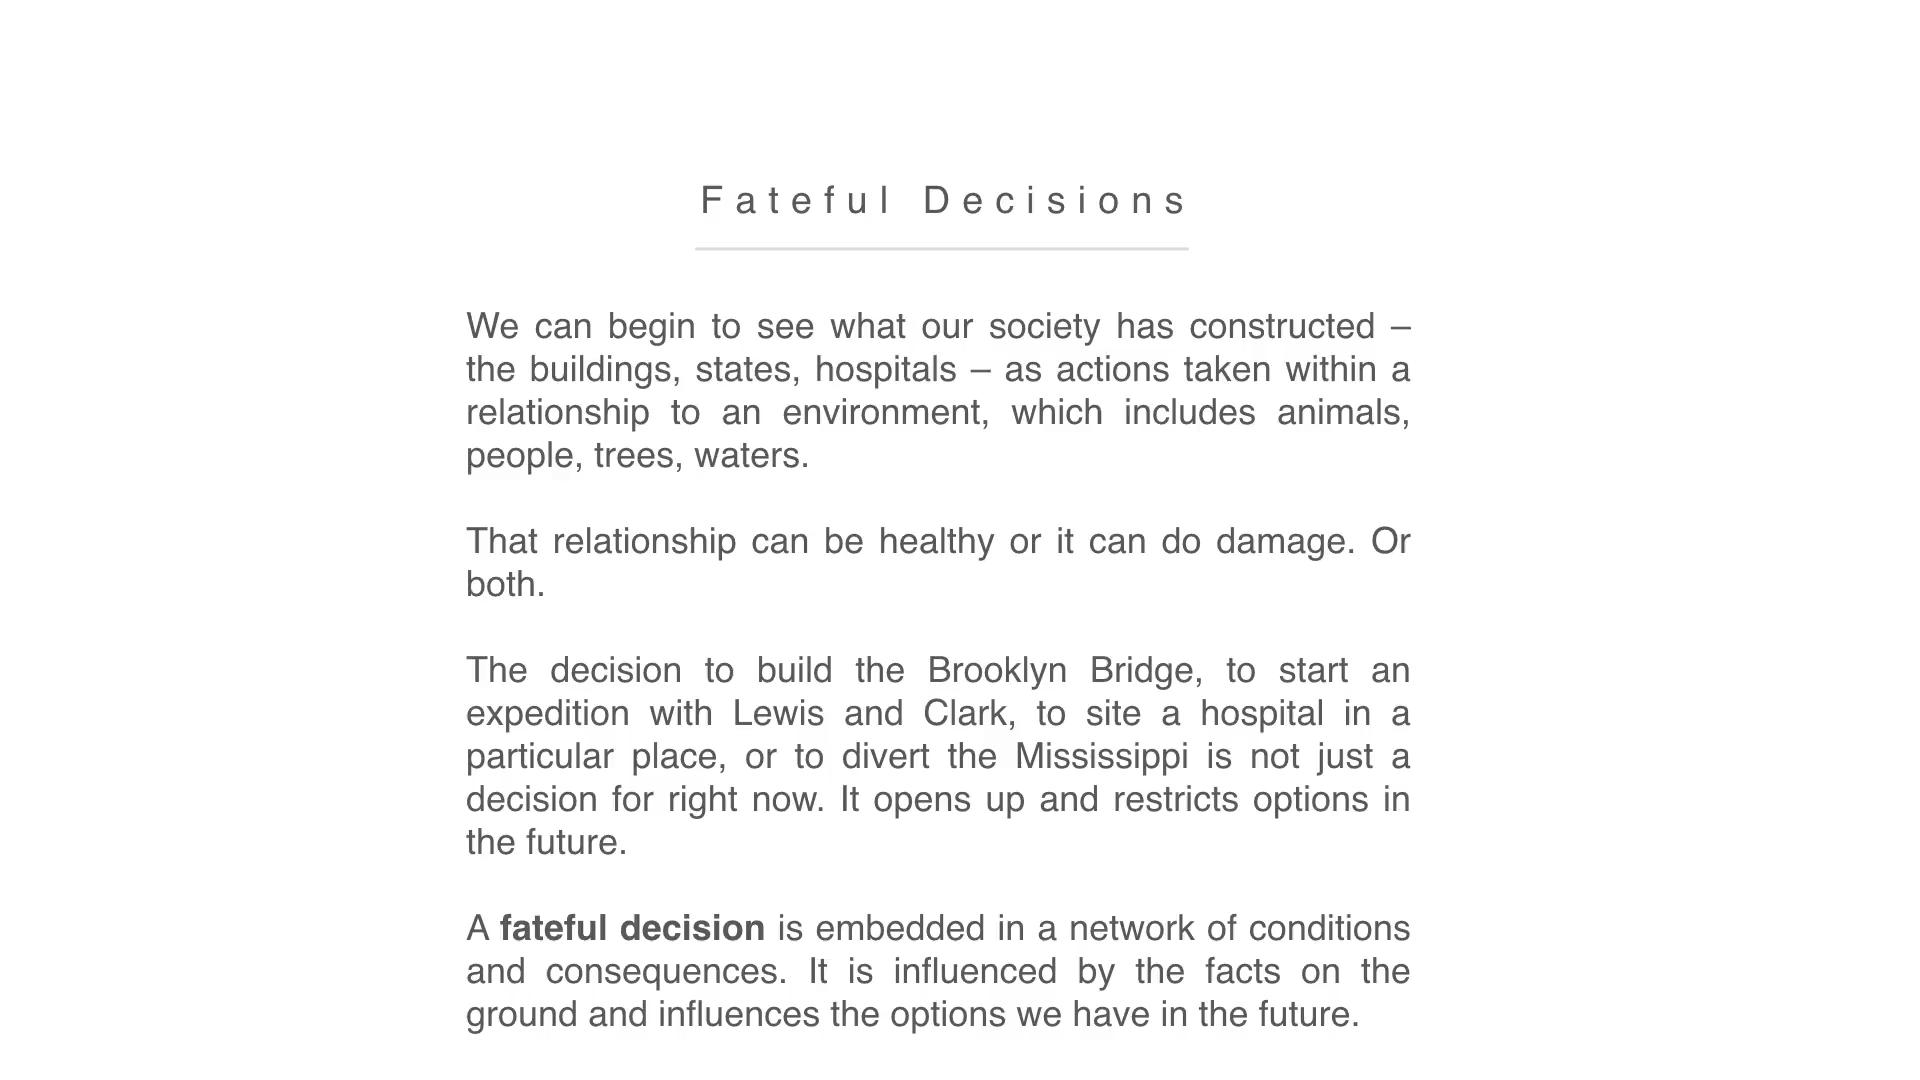 Fateful Decisions
We can begin to see what our society has constructed –
the buildings, states, hospitals – as actions taken within a
relationship to an environment, which includes animals,
people, trees, waters.
That relationship can be healthy or it can do damage. Or
both.
The decision to build the Brooklyn Bridge, to start an
expedition with Lewis and Clark, to site a hospital in a
particular place, or to divert the Mississippi is not just a
decision for right now. It opens up and restricts options in
the future.
A fateful decision is embedded in a network of conditions
and consequences. It is influenced by the facts on the
ground and influences the options we have in the future.